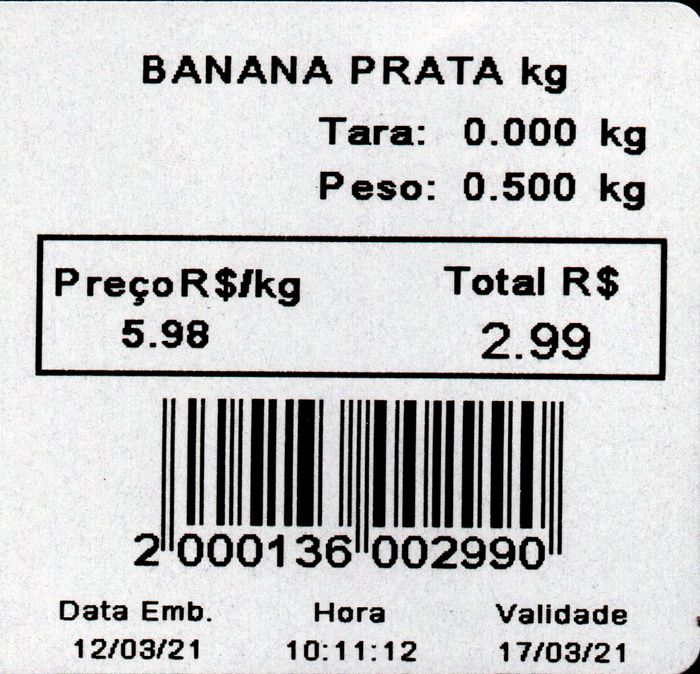 BANANA PRATA kg
Tara: 0.000 kg
Peso: 0.500 kg
Preço R$/kg Total R$
5.98 2.99
2 000136 002990
Data Emb. Hora Validade
12/03/21 10:11:12 17/03/21